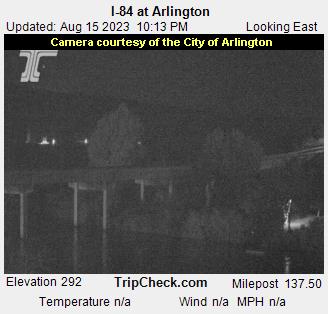 I-84 at Arlington
Updated: Aug 15 2023 10:13 PM Looking East
Camera courtesy of the City of Arlington
Elevation 292 TripCheck.com Milepost 137.50
Temperature n/a Wind n/a MPH n/a